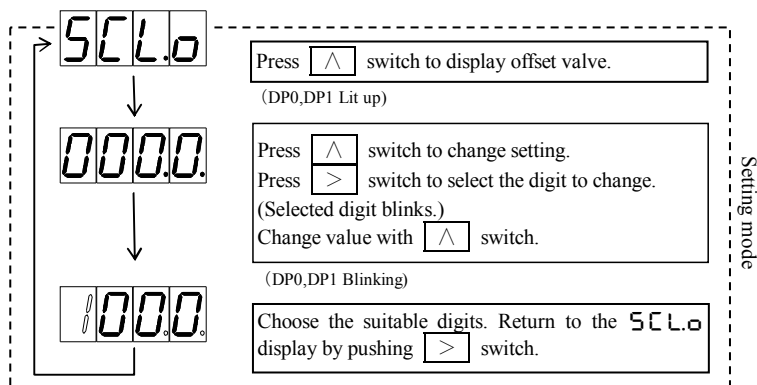 SCL.o
Press ∧ switch to display offset valve.
(DP0,DP1 Lit up)
000.0.
Press ∧ switch to change setting.
Press > switch to select the digit to change.
(Selected digit blinks.)
Change value with ∧ switch.
(DP0,DP1 Blinking)
100.0.
Choose the suitable digits. Return to the SCL.o
display by pushing > switch.
Setting mode